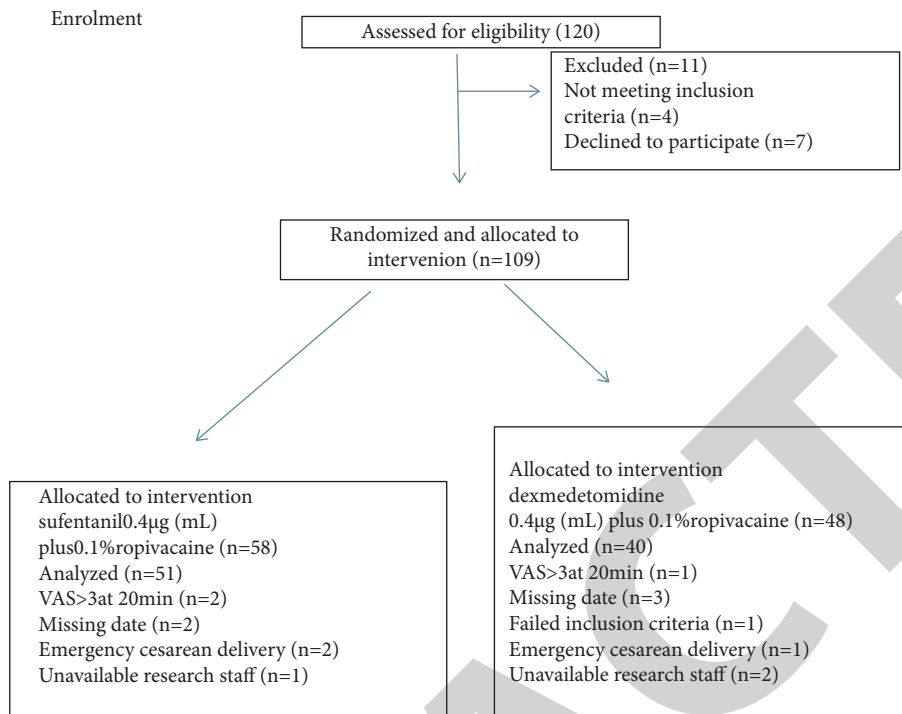 Enrolment
Assessed for eligibility (120)
Excluded (n=11)
Not meeting inclusion
criteria (n=4)
Declined to participate (n=7)
Randomized and allocated to
intervenion (n=109)
Allocated to intervention
sufentanil0.4μg (mL)
plus0.1%ropivacaine (n=58)
Analyzed (n=51)
VAS>3at 20min (n=2)
Missing date (n=2)
Emergency cesarean delivery (n=2)
Unavailable research staff (n=1)
Allocated to intervention
dexmedetomidine
0.4μg (mL) plus 0.1%ropivacaine (n=48)
Analyzed (n=40)
VAS>3at 20min (n=1)
Missing date (n=3)
Failed inclusion criteria (n=1)
Emergency cesarean delivery (n=1)
Unavailable research staff (n=2)